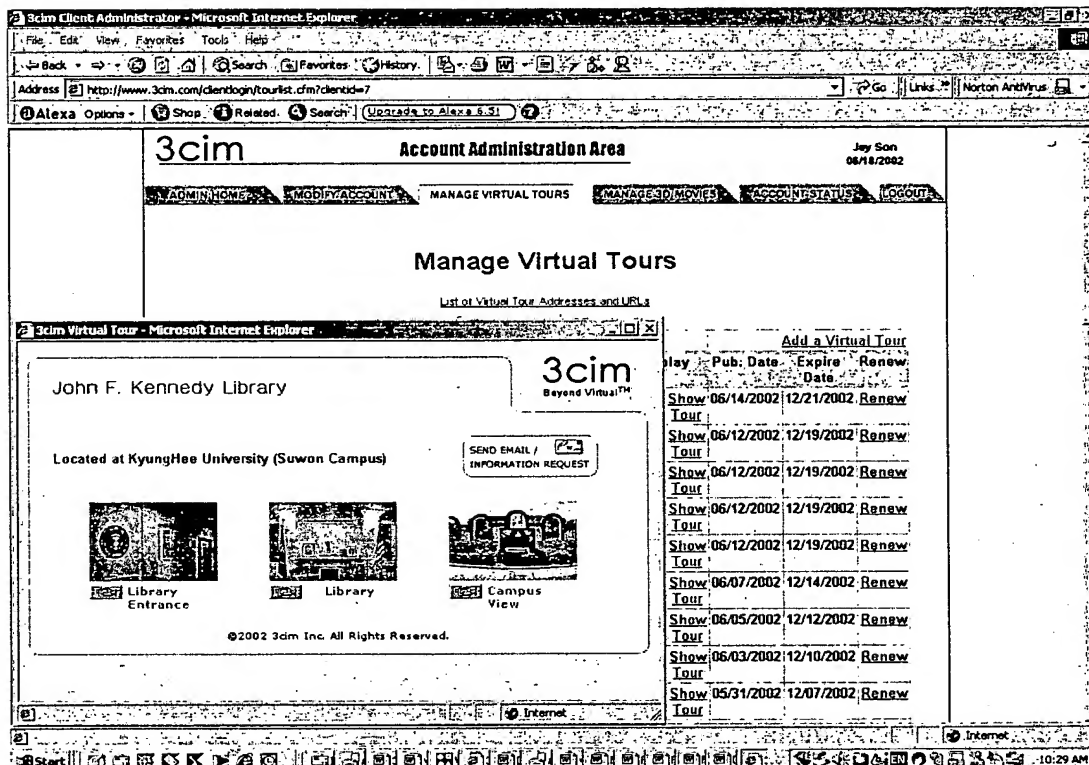 3cim Client Administrator - Microsoft Internet Explorer
File Edit View Favorites Tools Help
Back Search Favorites History
Address http://www.3cim.com/clientlogin/tourlist.cfm?clientid=7 Go Links » Norton AntiVirus
Alexa Options Shop Related Search Upgrade to Alexa 6.5!
3cim Account Administration Area Jay Son
06/18/2002
ADMIN HOME MODIFY ACCOUNT MANAGE VIRTUAL TOURS MANAGE 3D MOVIES ACCOUNT STATUS LOGOUT
Manage Virtual Tours
List of Virtual Tour Addresses and URLs
Add a Virtual Tour
play Pub. Date Expire Date Renew
Show Tour 06/14/2002 12/21/2002 Renew
Show Tour 06/12/2002 12/19/2002 Renew
Show Tour 06/12/2002 12/19/2002 Renew
Show Tour 06/12/2002 12/19/2002 Renew
Show Tour 06/12/2002 12/19/2002 Renew
Show Tour 06/07/2002 12/14/2002 Renew
Show Tour 06/05/2002 12/12/2002 Renew
Show Tour 06/03/2002 12/10/2002 Renew
Show Tour 05/31/2002 12/07/2002 Renew
3cim Virtual Tour - Microsoft Internet Explorer
John F. Kennedy Library
3cim
Beyond Virtual™
Located at KyungHee University (Suwon Campus)
SEND EMAIL /
INFORMATION REQUEST
Library Entrance
Library
Campus View
©2002 3cim Inc. All Rights Reserved.
Internet
Internet
Start EN 10:29 AM